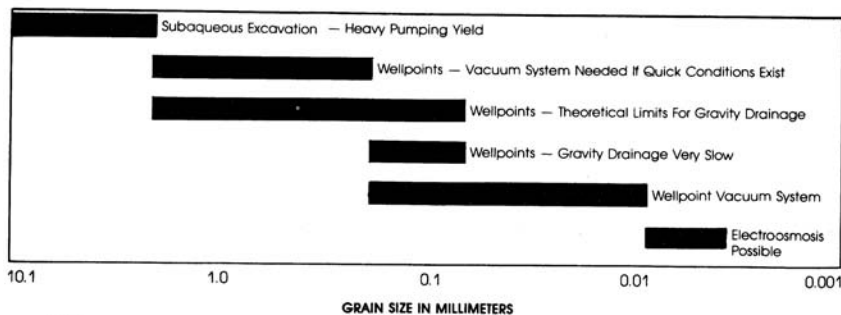 Subaqueous Excavation — Heavy Pumping Yield
Wellpoints — Vacuum System Needed If Quick Conditions Exist
Wellpoints — Theoretical Limits For Gravity Drainage
Wellpoints — Gravity Drainage Very Slow
Wellpoint Vacuum System
Electroosmosis
Possible
10.1 1.0 0.1 0.01 0.001
GRAIN SIZE IN MILLIMETERS